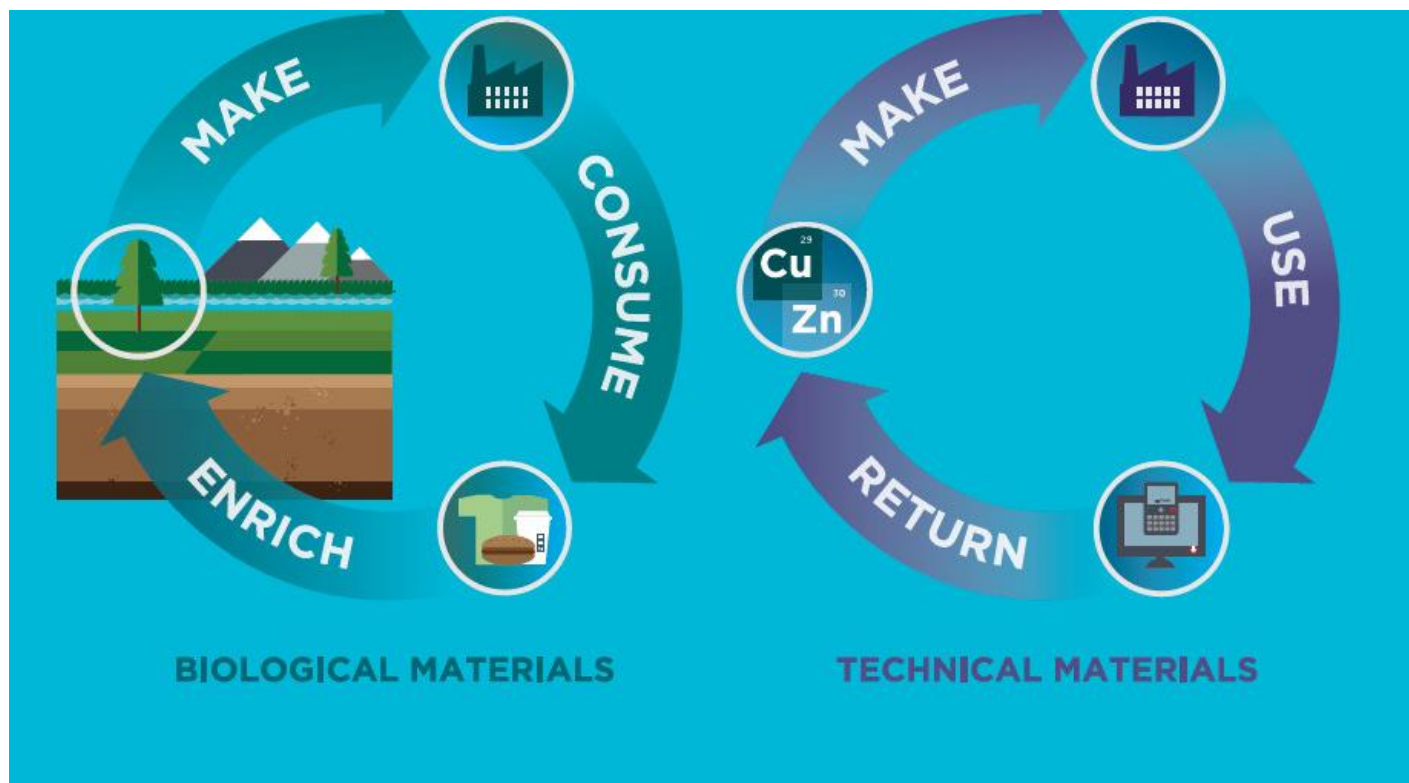 MAKE
CONSUME
ENRICH
BIOLOGICAL MATERIALS
MAKE
USE
RETURN
29
Cu
30
Zn
TECHNICAL MATERIALS